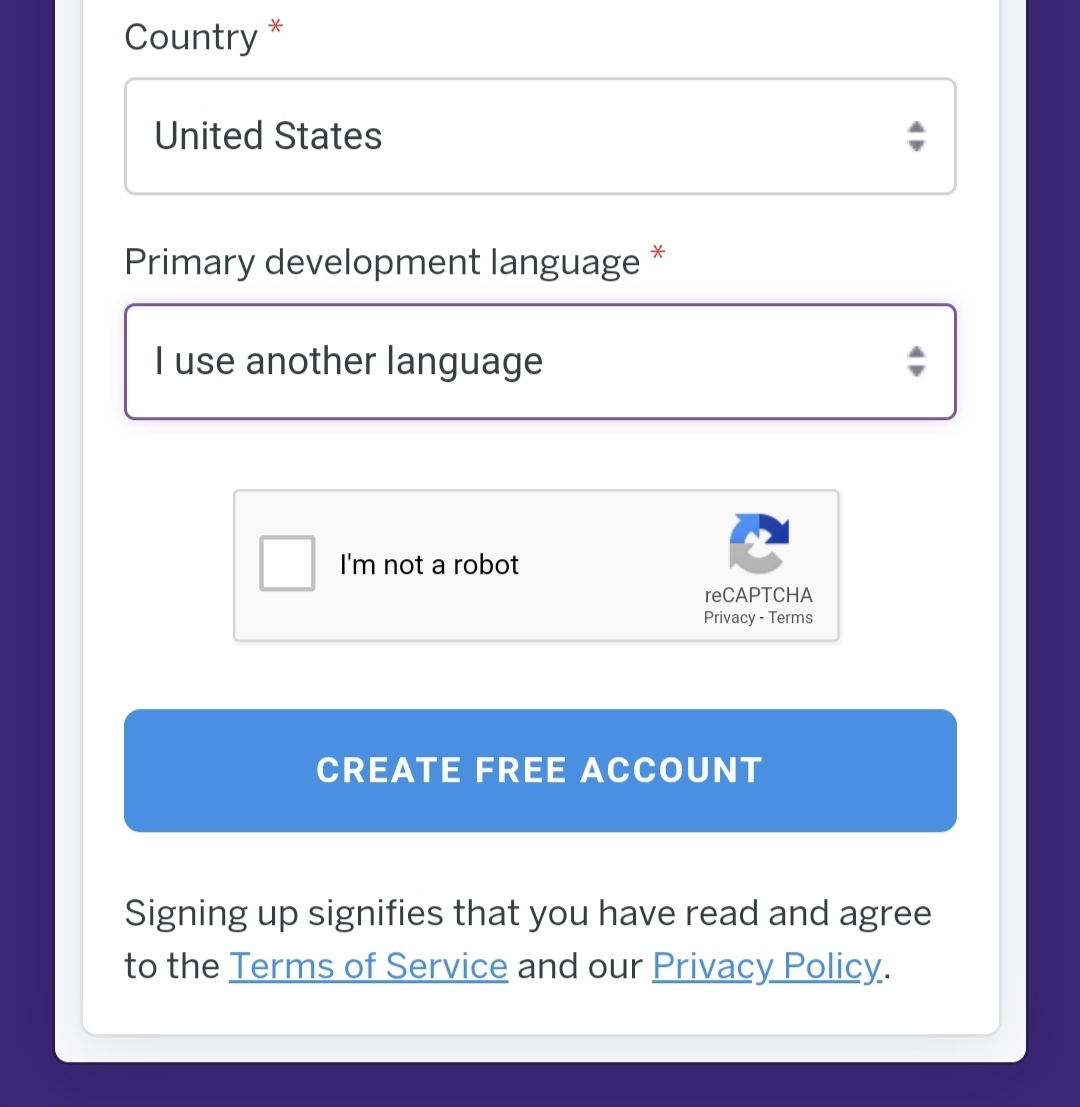 Country *
United States
Primary development language *
I use another language
I'm not a robot
reCAPTCHA
Privacy - Terms
CREATE FREE ACCOUNT
Signing up signifies that you have read and agree
to the Terms of Service and our Privacy Policy.